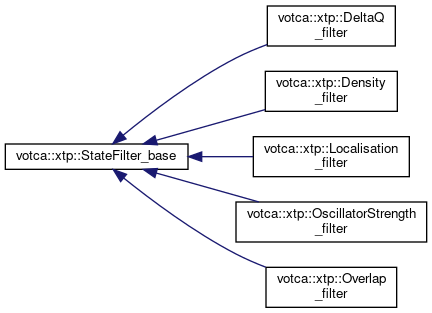 votca::xtp::DeltaQ
_filter
votca::xtp::Density
_filter
votca::xtp::StateFilter_base
votca::xtp::Localisation
_filter
votca::xtp::OscillatorStrength
_filter
votca::xtp::Overlap
_filter